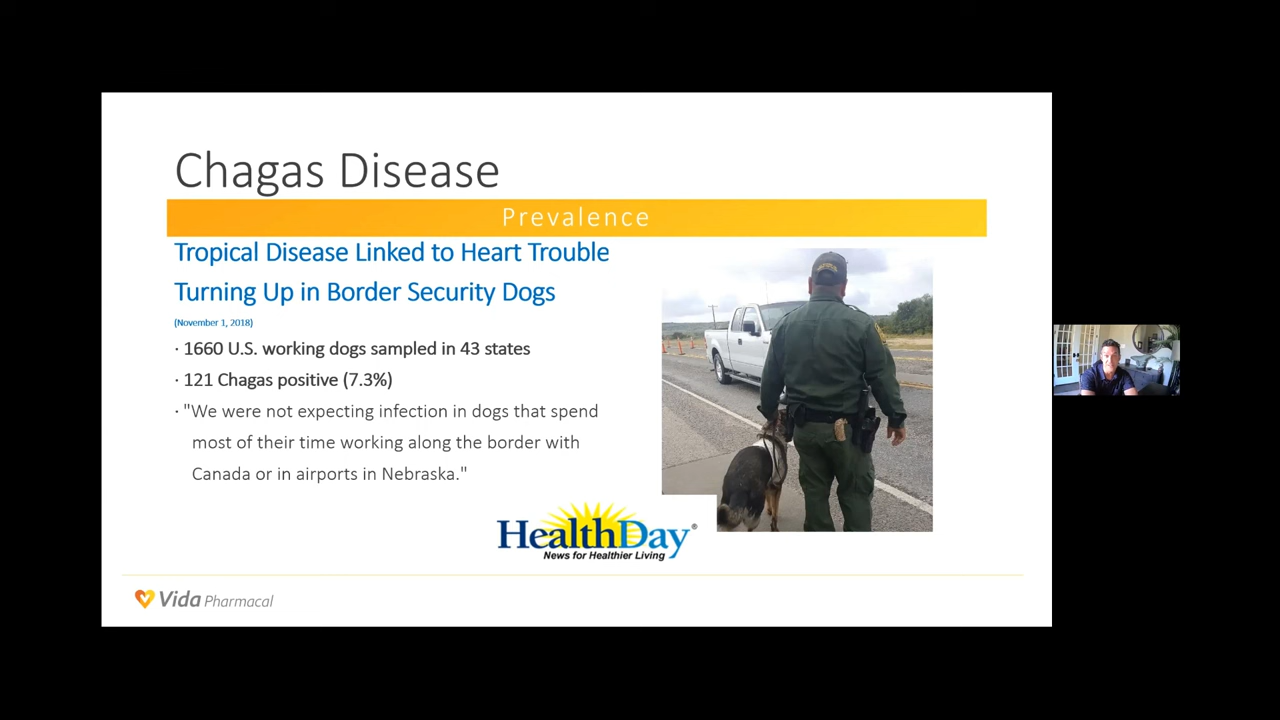 Chagas Disease
Prevalence
Tropical Disease Linked to Heart Trouble
Turning Up in Border Security Dogs
(November 1, 2018)
· 1660 U.S. working dogs sampled in 43 states
· 121 Chagas positive (7.3%)
· "We were not expecting infection in dogs that spend
most of their time working along the border with
Canada or in airports in Nebraska."
HealthDay®
News for Healthier Living
Vida Pharmacal